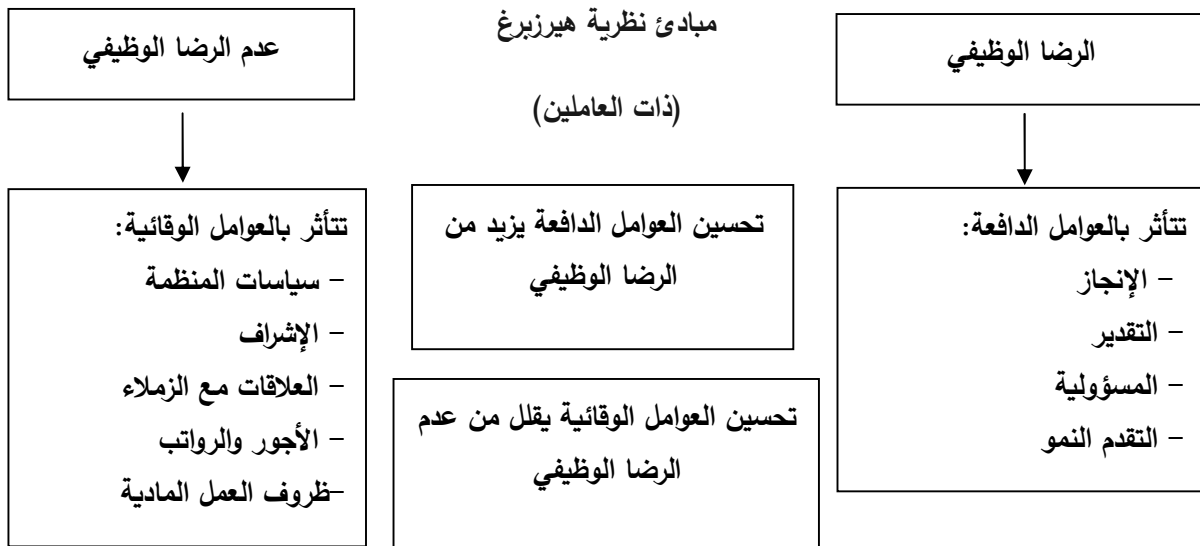 مبادئ نظرية هيرزبرغ
(ذات العاملين)
الرضا الوظيفي
تتأثر بالعوامل الدافعة:
– الإنجاز
– التقدير
– المسؤولية
– التقدم النمو
تحسين العوامل الدافعة يزيد من
الرضا الوظيفي
تحسين العوامل الوقائية يقلل من عدم
الرضا الوظيفي
عدم الرضا الوظيفي
تتأثر بالعوامل الوقائية:
– سياسات المنظمة
– الإشراف
– العلاقات مع الزملاء
– الأجور والرواتب
–ظروف العمل المادية